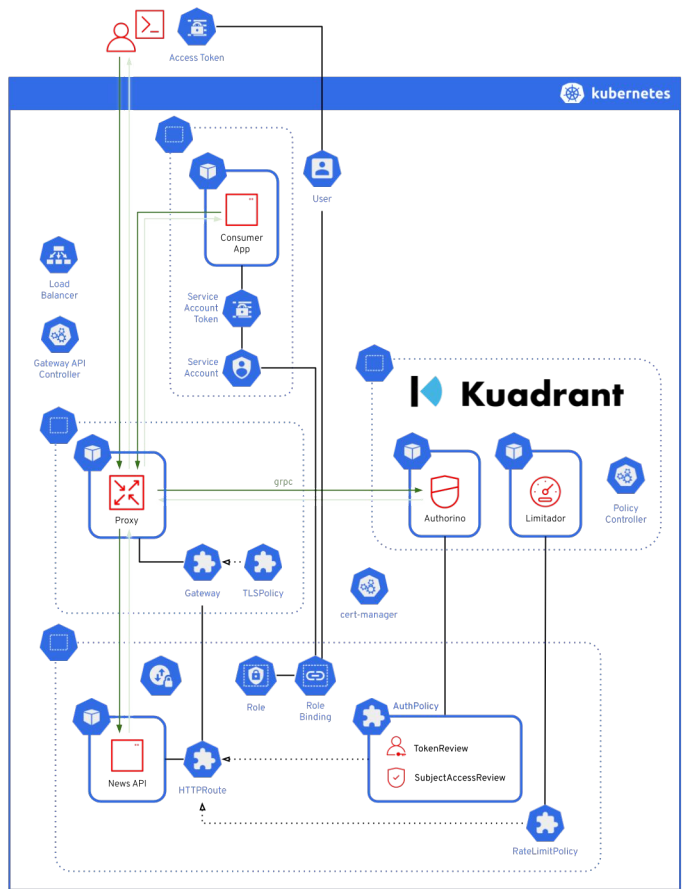 Access Token
kubernetes
User
Consumer
App
Load
Balancer
Service
Account
Token
Gateway API
Controller
Service
Account
Kuadrant
grpc
Proxy
Authorino
Limitador
Policy
Controller
Gateway
TLSPolicy
cert-manager
Role
Role
Binding
AuthPolicy
TokenReview
SubjectAccessReview
News API
HTTPRoute
RateLimitPolicy